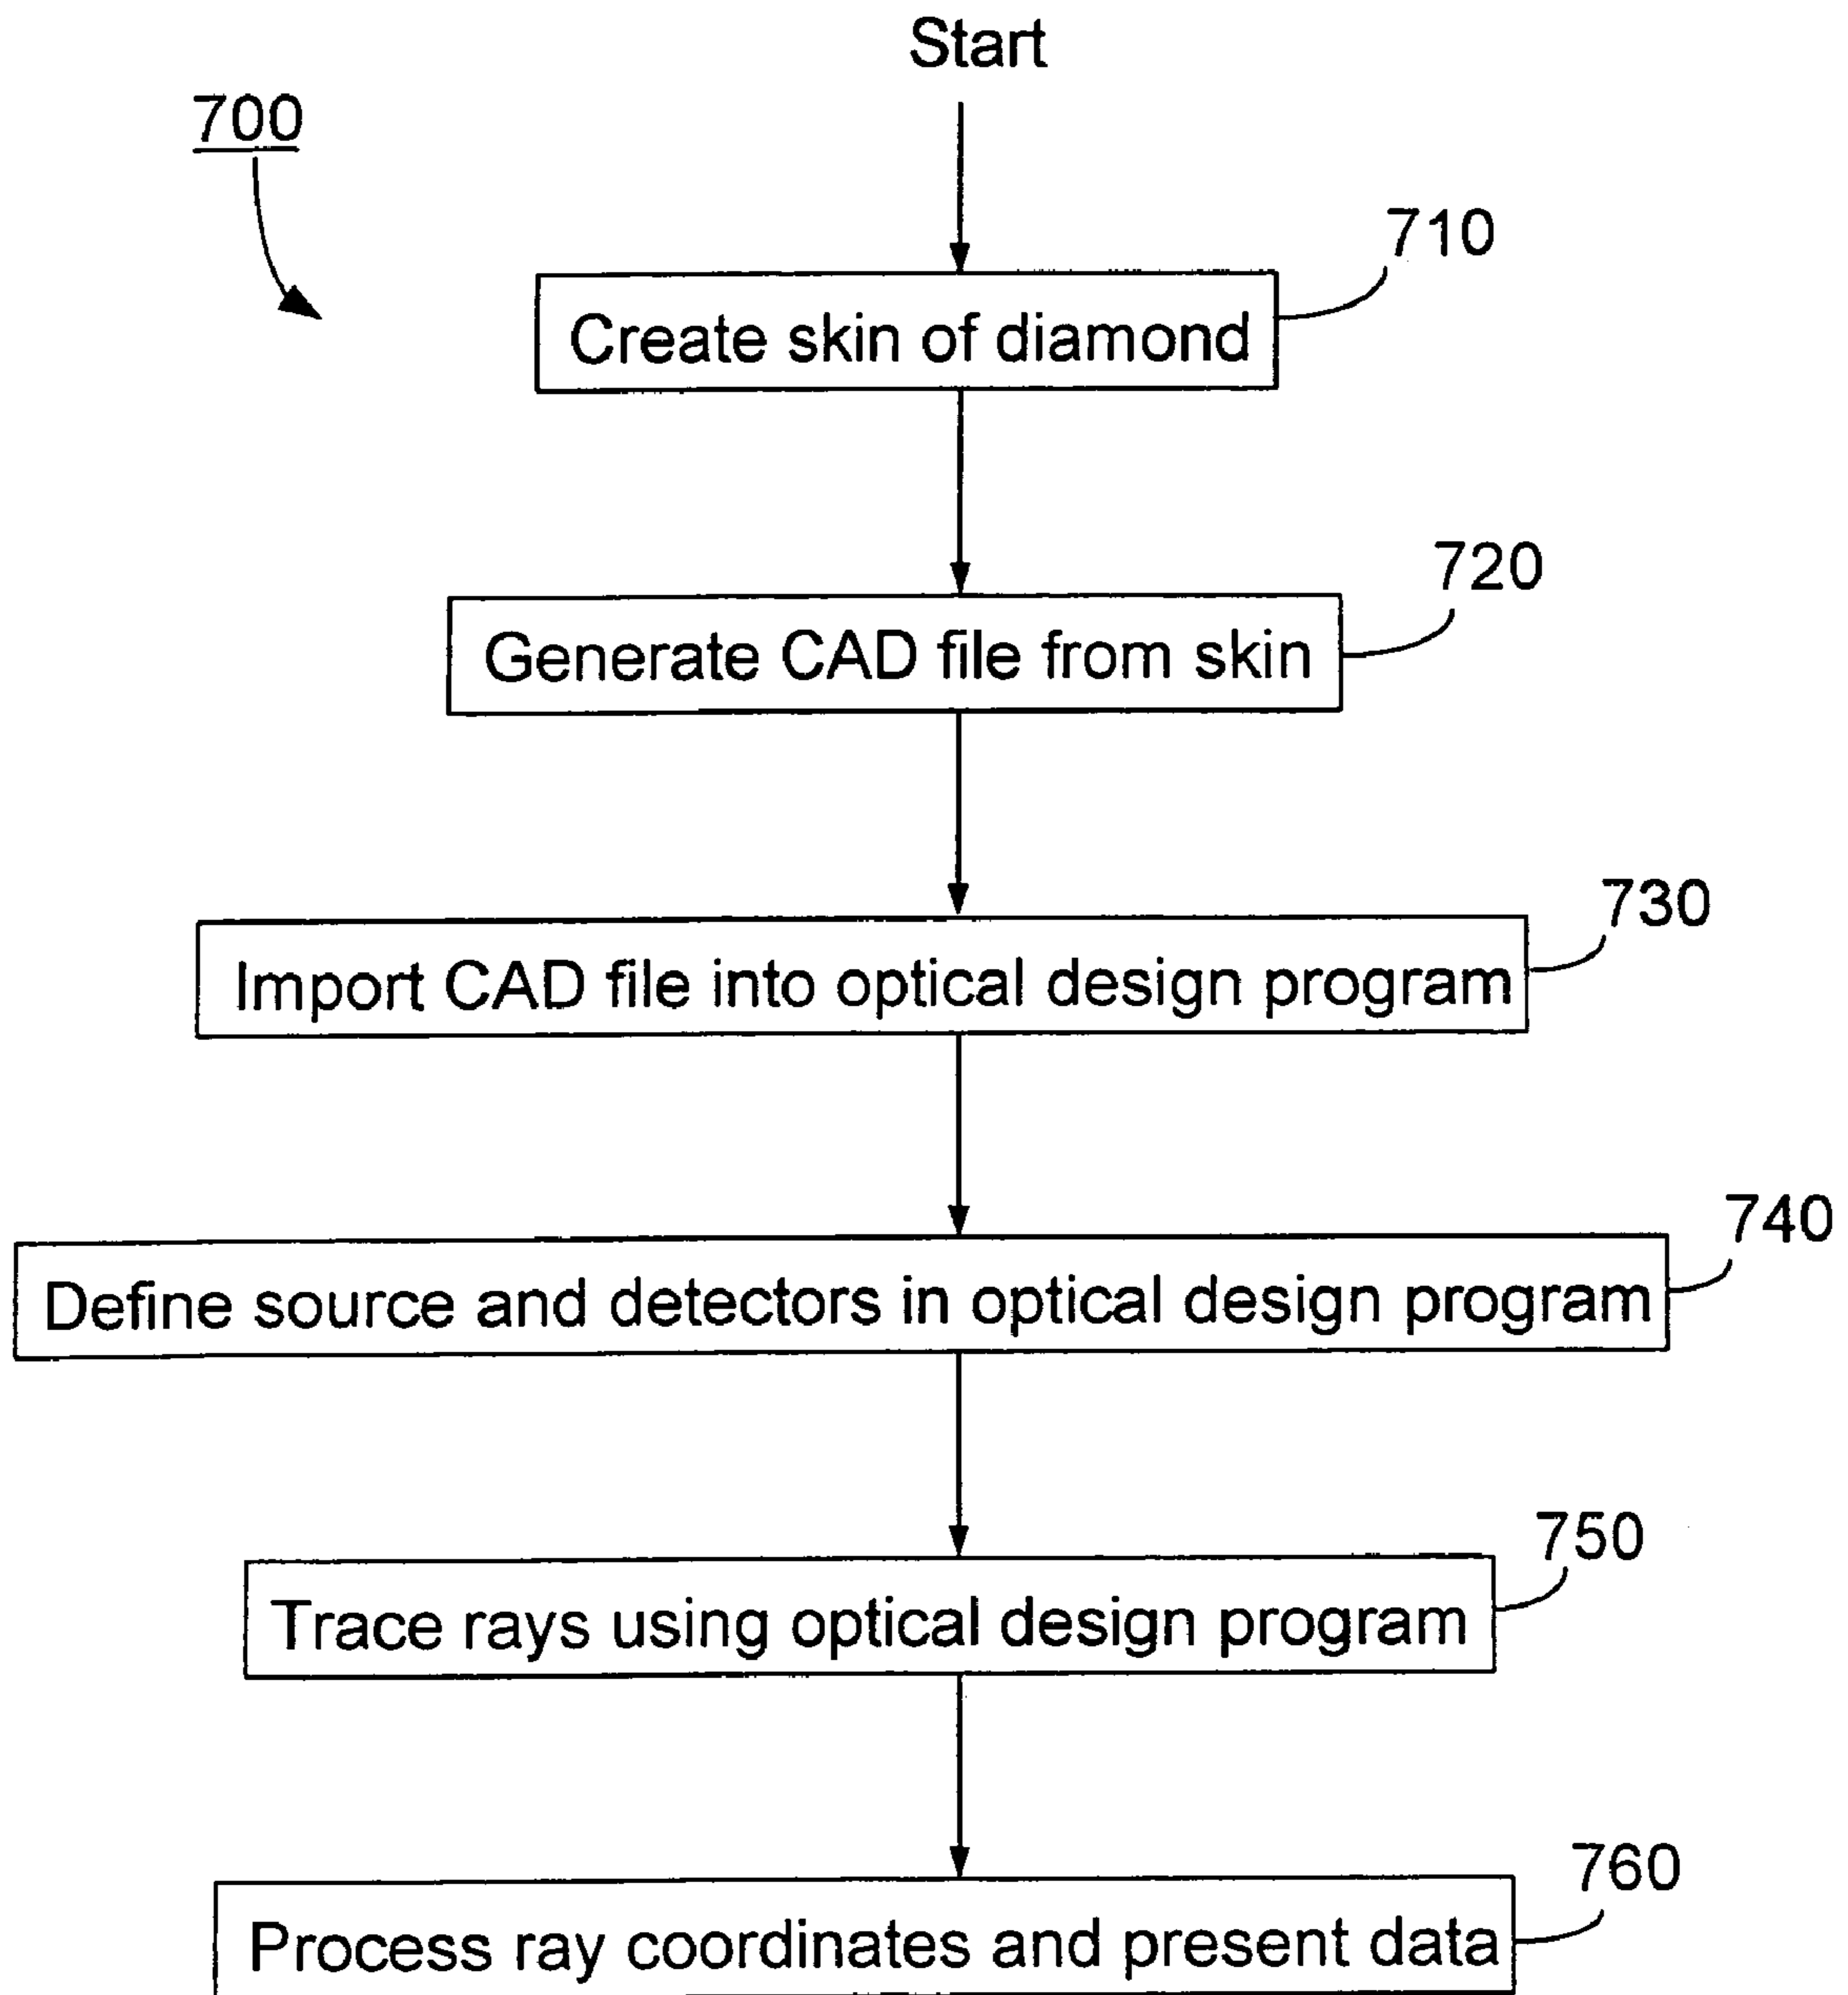 Start
700
710
Create skin of diamond
720
Generate CAD file from skin
730
Import CAD file into optical design program
740
Define source and detectors in optical design program
750
Trace rays using optical design program
760
Process ray coordinates and present data